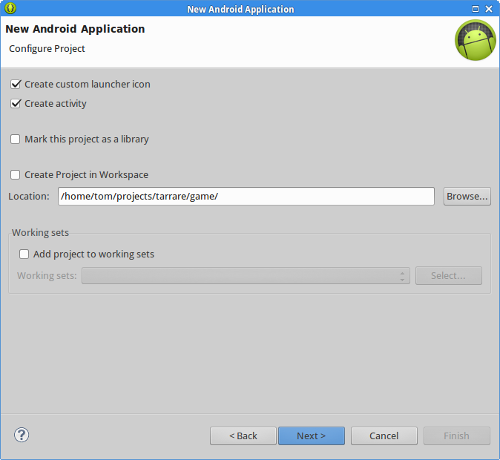 New Android Application
New Android Application
Configure Project
Create custom launcher icon
Create activity
Mark this project as a library
Create Project in Workspace
Location: /home/tom/projects/tarrare/game/ Browse...
Working sets
Add project to working sets
Working sets: Select...
? < Back Next > Cancel Finish